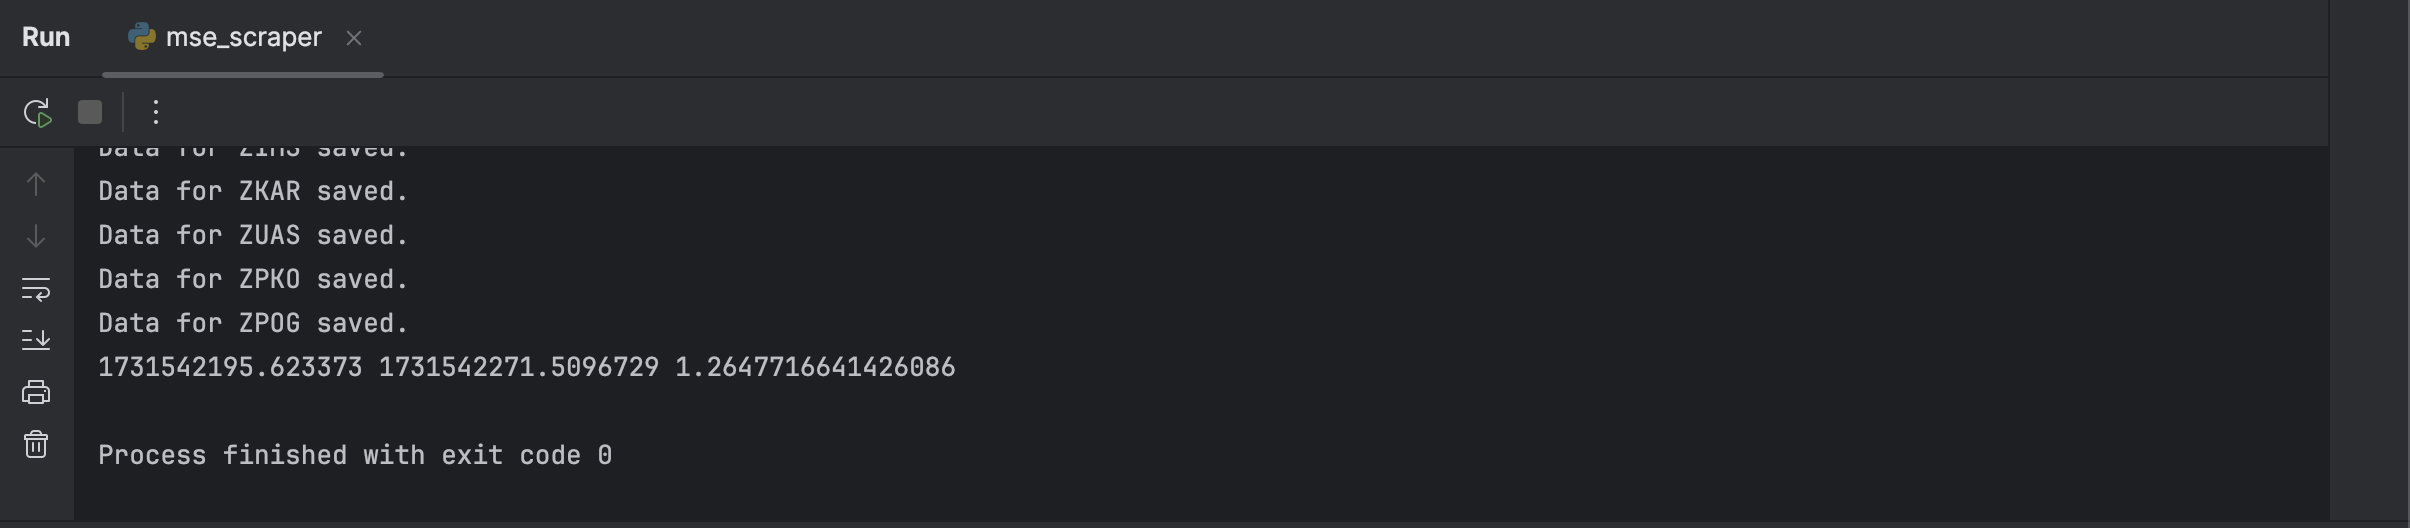 Run mse_scraper
Data for ZIMS saved.
Data for ZKAR saved.
Data for ZUAS saved.
Data for ZPKO saved.
Data for ZPOG saved.
1731542195.623373 1731542271.5096729 1.2647716641426086
Process finished with exit code 0